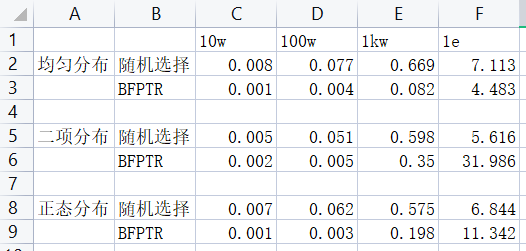 A B C D E F
1 10w 100w 1kw 1e
2 均匀分布 随机选择 0.008 0.077 0.669 7.113
3 BFPTR 0.001 0.004 0.082 4.483
4
5 二项分布 随机选择 0.005 0.051 0.598 5.616
6 BFPTR 0.002 0.005 0.35 31.986
7
8 正态分布 随机选择 0.007 0.062 0.575 6.844
9 BFPTR 0.001 0.003 0.198 11.342